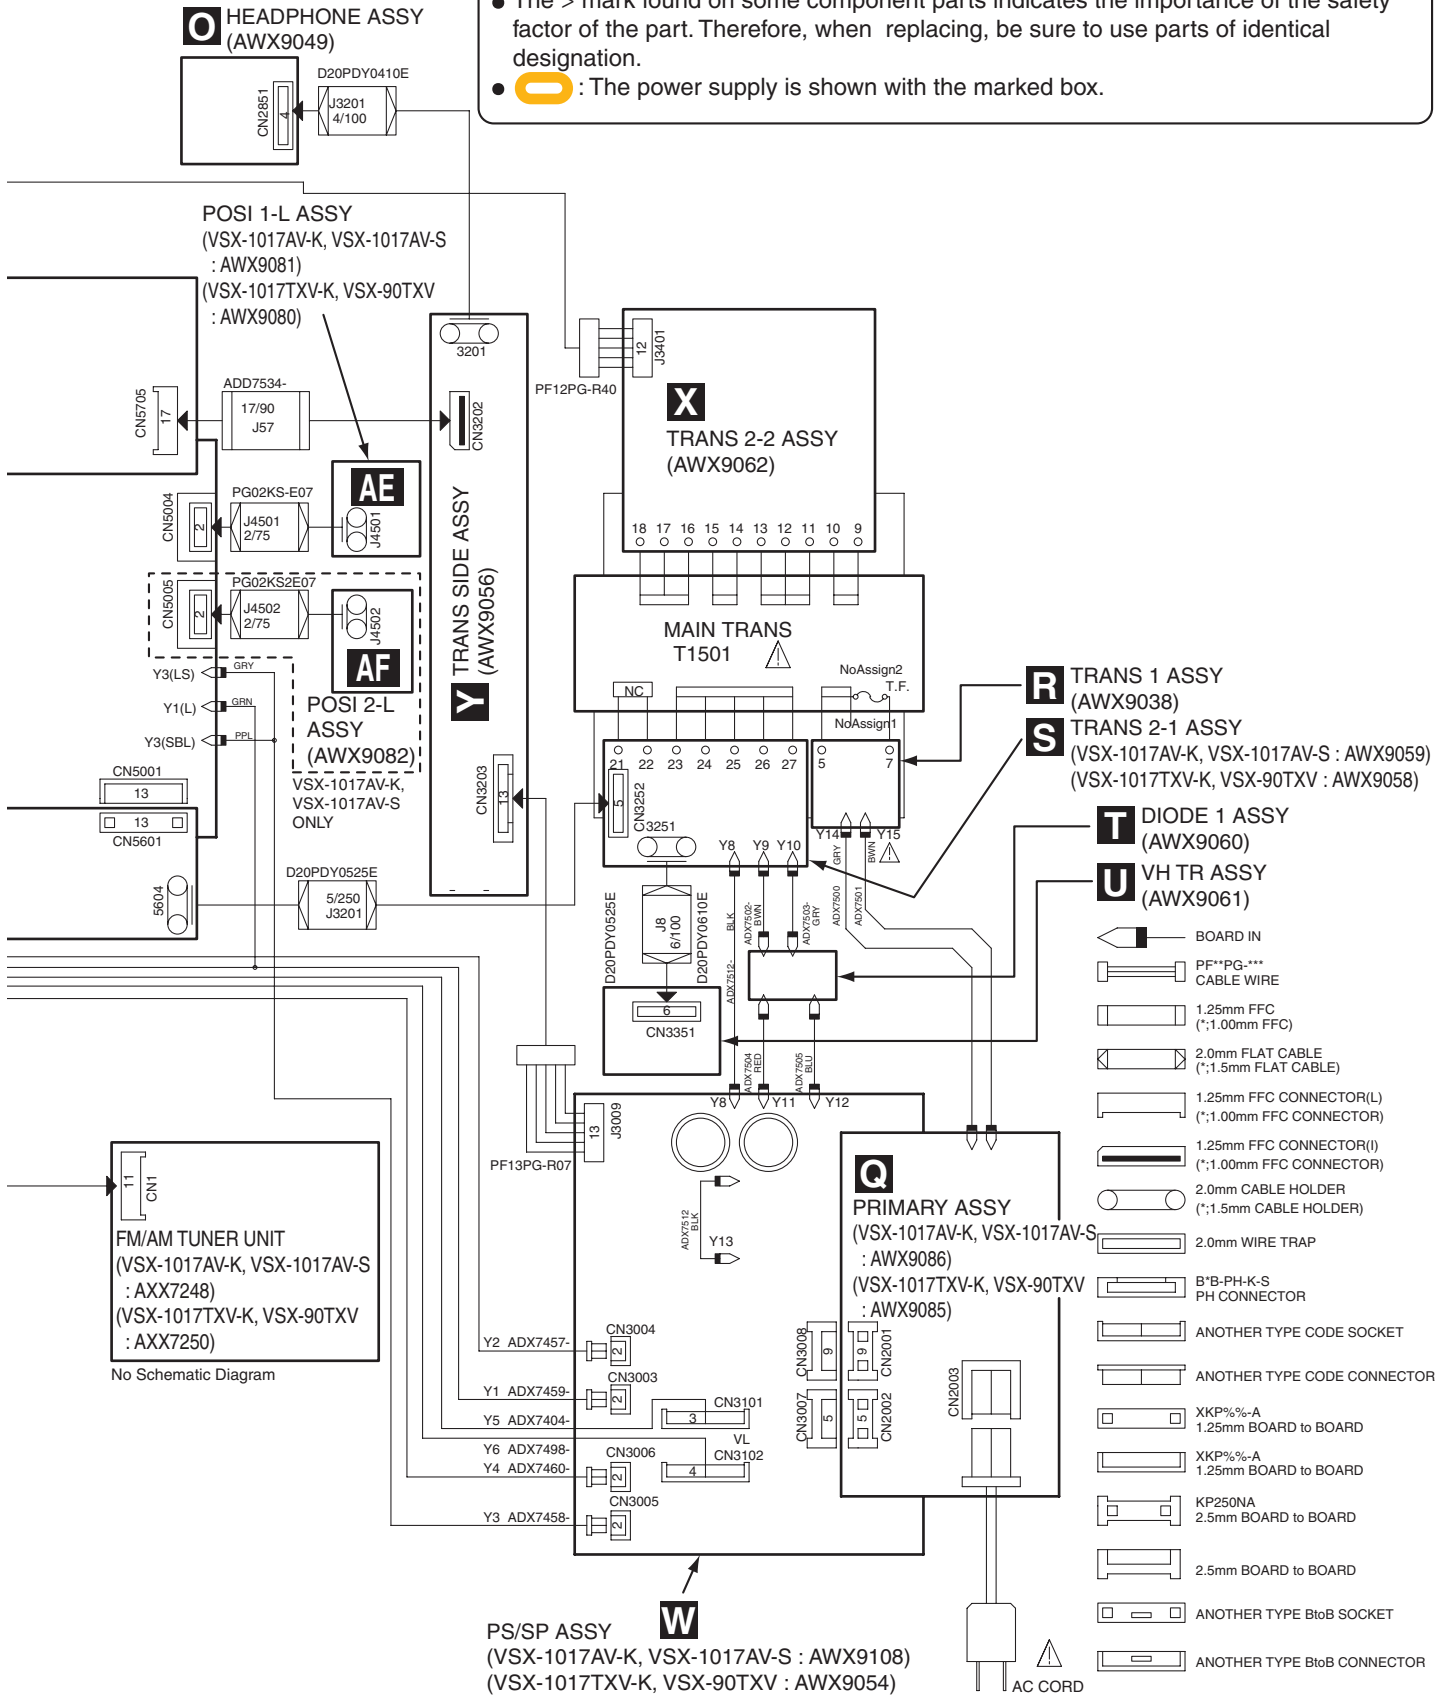 ● The > mark found on some component parts indicates the importance of the safety
factor of the part. Therefore, when replacing, be sure to use parts of identical
designation.
● : The power supply is shown with the marked box.
O HEADPHONE ASSY
(AWX9049)
D20PDY0410E
CN2851
4
J3201
4/100
POSI 1-L ASSY
(VSX-1017AV-K, VSX-1017AV-S
: AWX9081)
(VSX-1017TXV-K, VSX-90TXV
: AWX9080)
3201
PF12PG-R40
12
J3401
X
TRANS 2-2 ASSY
(AWX9062)
CN5705
17
ADD7534-
17/90
J57
CN3202
AE
CN5004
2
PG02KS-E07
J4501
2/75
J4501
CN5005
2
PG02KS2E07
J4502
2/75
J4502
AF
POSI 2-L
ASSY
(AWX9082)
VSX-1017AV-K,
VSX-1017AV-S
ONLY
Y TRANS SIDE ASSY
(AWX9056)
18 17 16 15 14 13 12 11 10 9
MAIN TRANS
T1501
NoAssign2
T.F.
NoAssign1
NC
Y3(LS)
GRY
Y1(L)
GRN
Y3(SBL)
PPL
CN5001
13
13
CN5601
CN3203
13
21 22 23 24 25 26 27
5 7
5
CN3252
C3251
Y8 Y9 Y10
Y14 Y15
R TRANS 1 ASSY
(AWX9038)
S TRANS 2-1 ASSY
(VSX-1017AV-K, VSX-1017AV-S : AWX9059)
(VSX-1017TXV-K, VSX-90TXV : AWX9058)
T DIODE 1 ASSY
(AWX9060)
U VH TR ASSY
(AWX9061)
5604
D20PDY0525E
5/250
J3201
D20PDY0525E
J8
6/100
D20PDY0610E
BLK
ADX7512-
ADX7502-
BWN
ADX7503-
GRY
GRY
ADX7500
BWN
ADX7501
6
CN3351
ADX7504
RED
ADX7505
BLU
BOARD IN
PF**PG-***
CABLE WIRE
1.25mm FFC
(*;1.00mm FFC)
2.0mm FLAT CABLE
(*;1.5mm FLAT CABLE)
1.25mm FFC CONNECTOR(L)
(*;1.00mm FFC CONNECTOR)
1.25mm FFC CONNECTOR(I)
(*;1.00mm FFC CONNECTOR)
2.0mm CABLE HOLDER
(*;1.5mm CABLE HOLDER)
2.0mm WIRE TRAP
B*B-PH-K-S
PH CONNECTOR
ANOTHER TYPE CODE SOCKET
ANOTHER TYPE CODE CONNECTOR
XKP%%-A
1.25mm BOARD to BOARD
XKP%%-A
1.25mm BOARD to BOARD
KP250NA
2.5mm BOARD to BOARD
2.5mm BOARD to BOARD
ANOTHER TYPE BtoB SOCKET
ANOTHER TYPE BtoB CONNECTOR
Y8 Y11 Y12
13
J3009
PF13PG-R07
ADX7512
BLK
Y13
Q
PRIMARY ASSY
(VSX-1017AV-K, VSX-1017AV-S
: AWX9086)
(VSX-1017TXV-K, VSX-90TXV
: AWX9085)
11
CN1
FM/AM TUNER UNIT
(VSX-1017AV-K, VSX-1017AV-S
: AXX7248)
(VSX-1017TXV-K, VSX-90TXV
: AXX7250)
No Schematic Diagram
Y2 ADX7457-
CN3004
2
Y1 ADX7459-
CN3003
2
Y5 ADX7404-
CN3101
3
VL
Y6 ADX7498-
CN3102
4
Y4 ADX7460-
CN3006
2
Y3 ADX7458-
CN3005
2
CN3008
9
9
CN2001
CN3007
5
5
CN2002
CN2003
W
PS/SP ASSY
(VSX-1017AV-K, VSX-1017AV-S : AWX9108)
(VSX-1017TXV-K, VSX-90TXV : AWX9054)
AC CORD